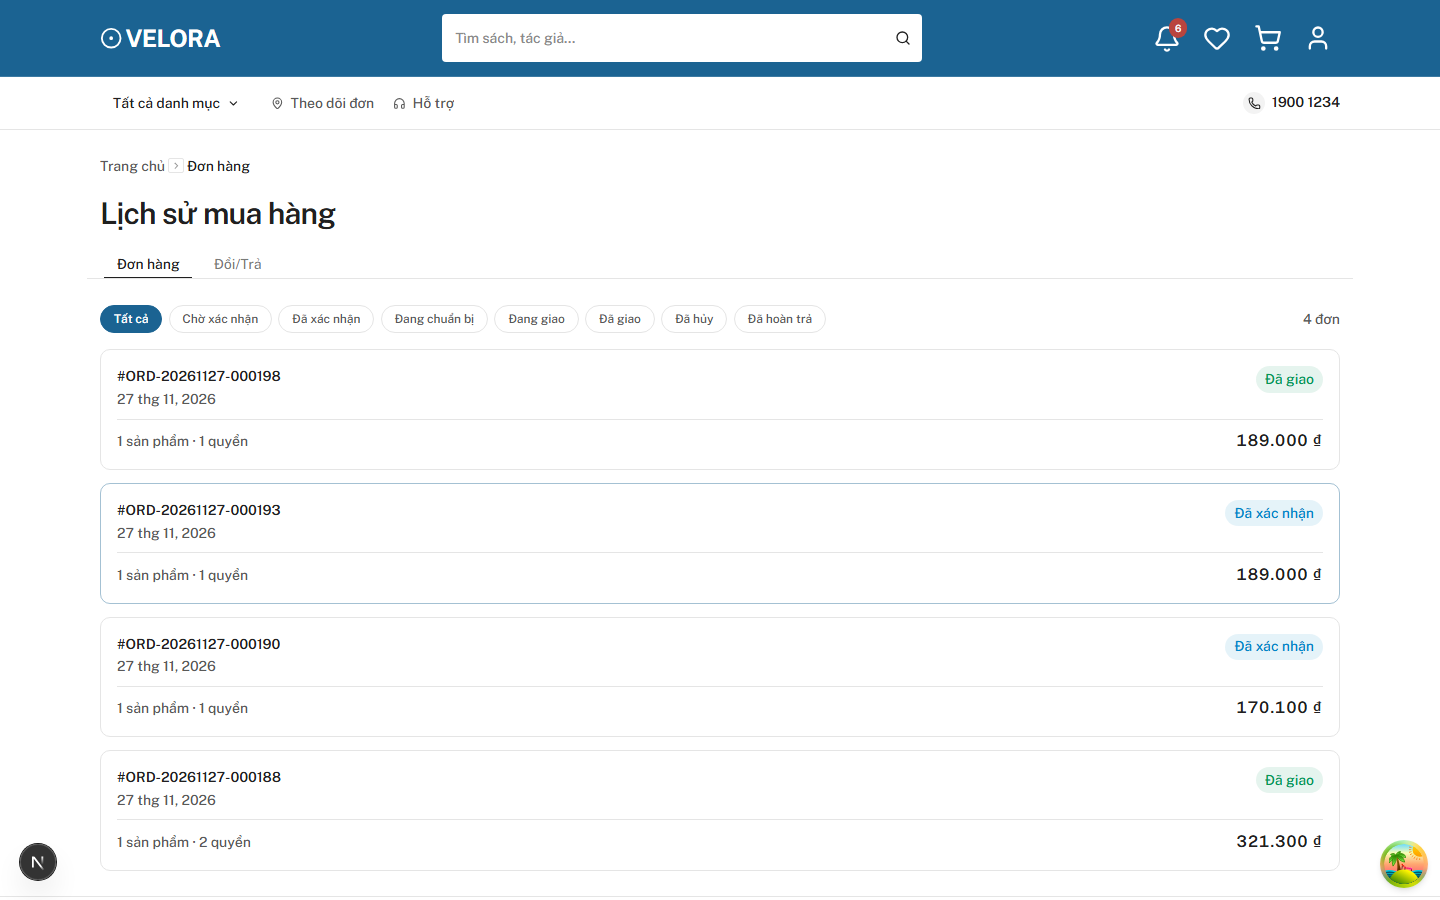 VELORA
Tìm sách, tác giả...
6
Tất cả danh mục
Theo dõi đơn
Hỗ trợ
1900 1234
Trang chủ > Đơn hàng
Lịch sử mua hàng
Đơn hàng
Đổi/Trả
Tất cả
Chờ xác nhận
Đã xác nhận
Đang chuẩn bị
Đang giao
Đã giao
Đã hủy
Đã hoàn trả
4 đơn
#ORD-20261127-000198
Đã giao
27 thg 11, 2026
1 sản phẩm · 1 quyển
189.000 ₫
#ORD-20261127-000193
Đã xác nhận
27 thg 11, 2026
1 sản phẩm · 1 quyển
189.000 ₫
#ORD-20261127-000190
Đã xác nhận
27 thg 11, 2026
1 sản phẩm · 1 quyển
170.100 ₫
#ORD-20261127-000188
Đã giao
27 thg 11, 2026
1 sản phẩm · 2 quyển
321.300 ₫
N